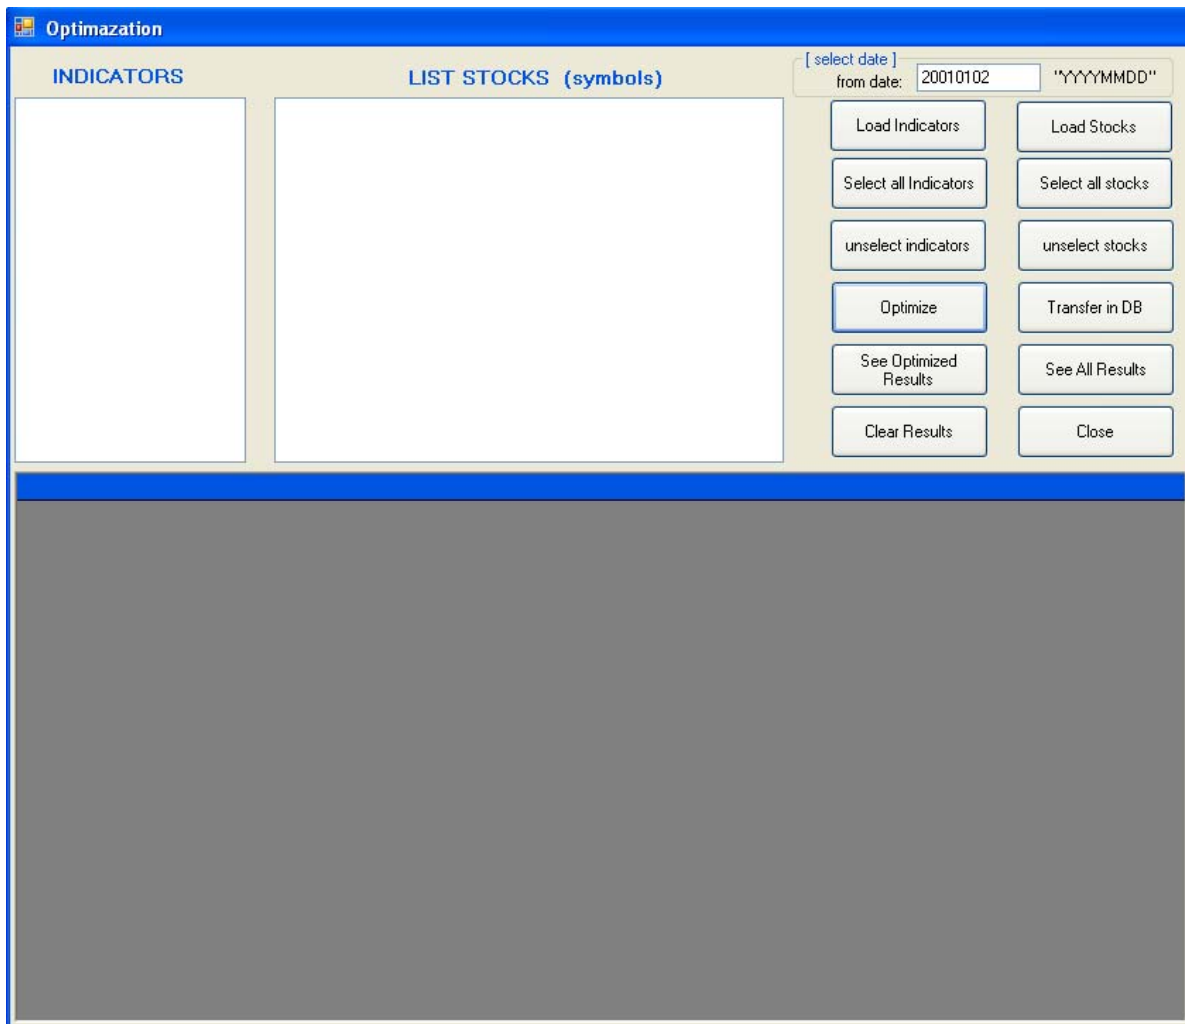 Optimazation
INDICATORS
LIST STOCKS (symbols)
[ select date ]
from date: 20010102 "YYYYMMDD"
Load Indicators
Load Stocks
Select all Indicators
Select all stocks
unselect indicators
unselect stocks
Optimize
Transfer in DB
See Optimized
Results
See All Results
Clear Results
Close